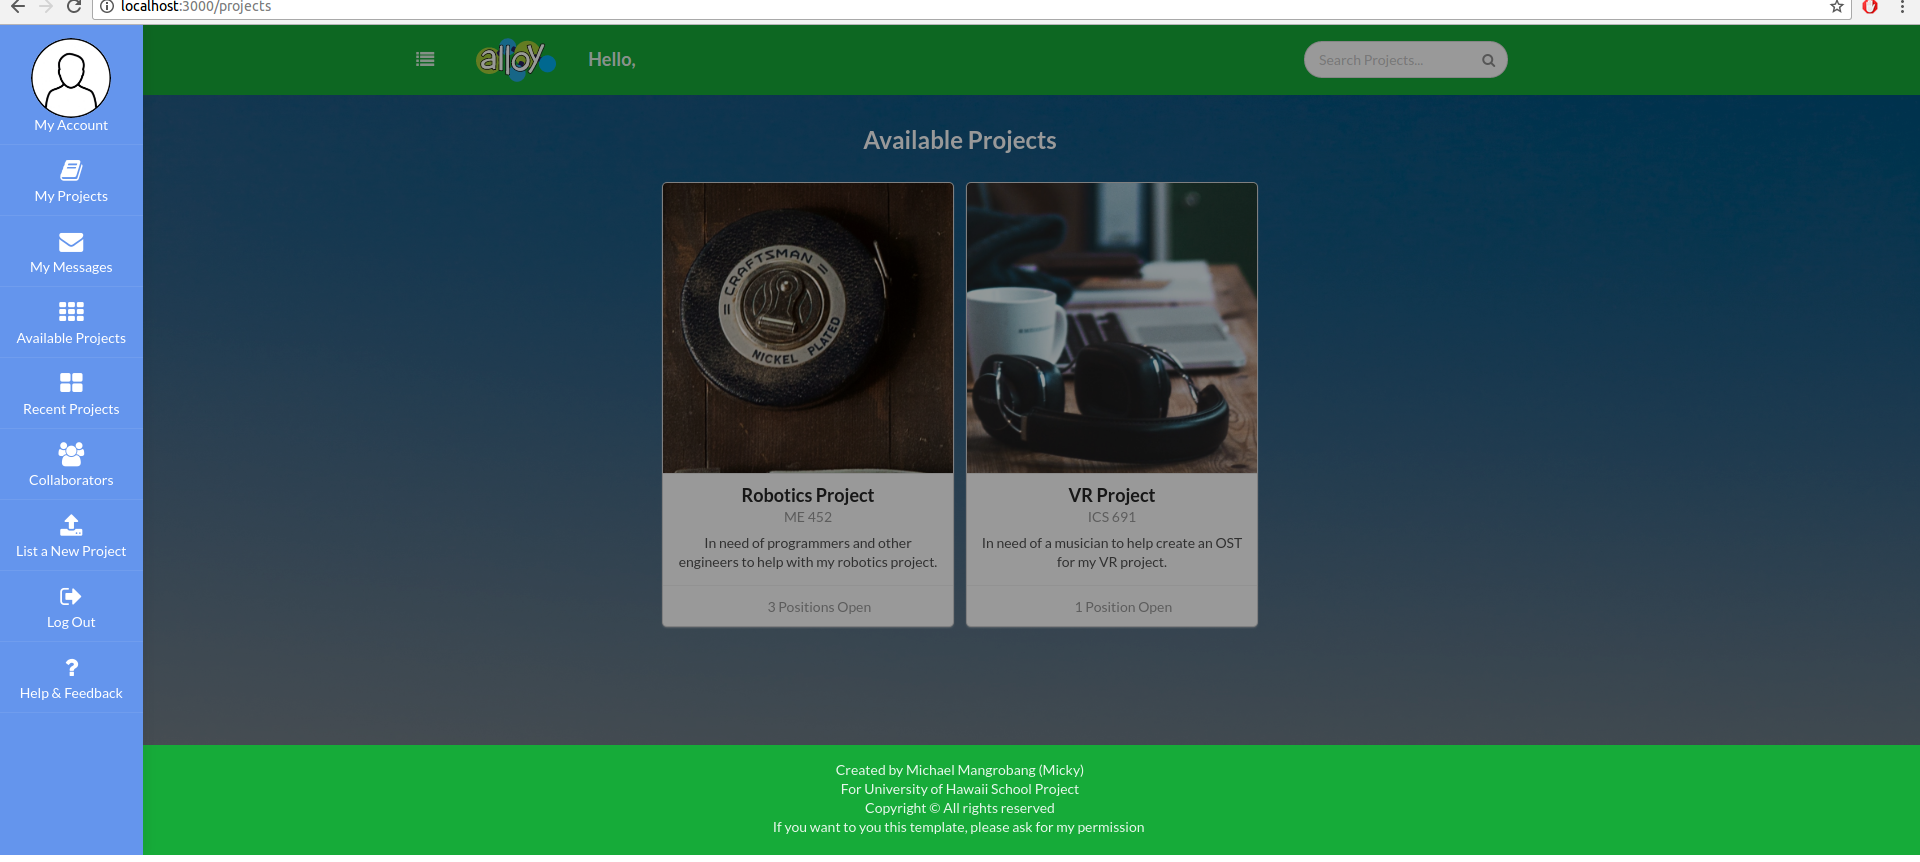 localhost:3000/projects
My Account
My Projects
My Messages
Available Projects
Recent Projects
Collaborators
List a New Project
Log Out
Help & Feedback
alloy
Hello,
Search Projects...
Available Projects
= CRAFTSMAN =
NICKEL PLATED
Robotics Project
ME 452
In need of programmers and other
engineers to help with my robotics project.
3 Positions Open
VR Project
ICS 691
In need of a musician to help create an OST
for my VR project.
1 Position Open
Created by Michael Mangrobang (Micky)
For University of Hawaii School Project
Copyright © All rights reserved
If you want to you this template, please ask for my permission